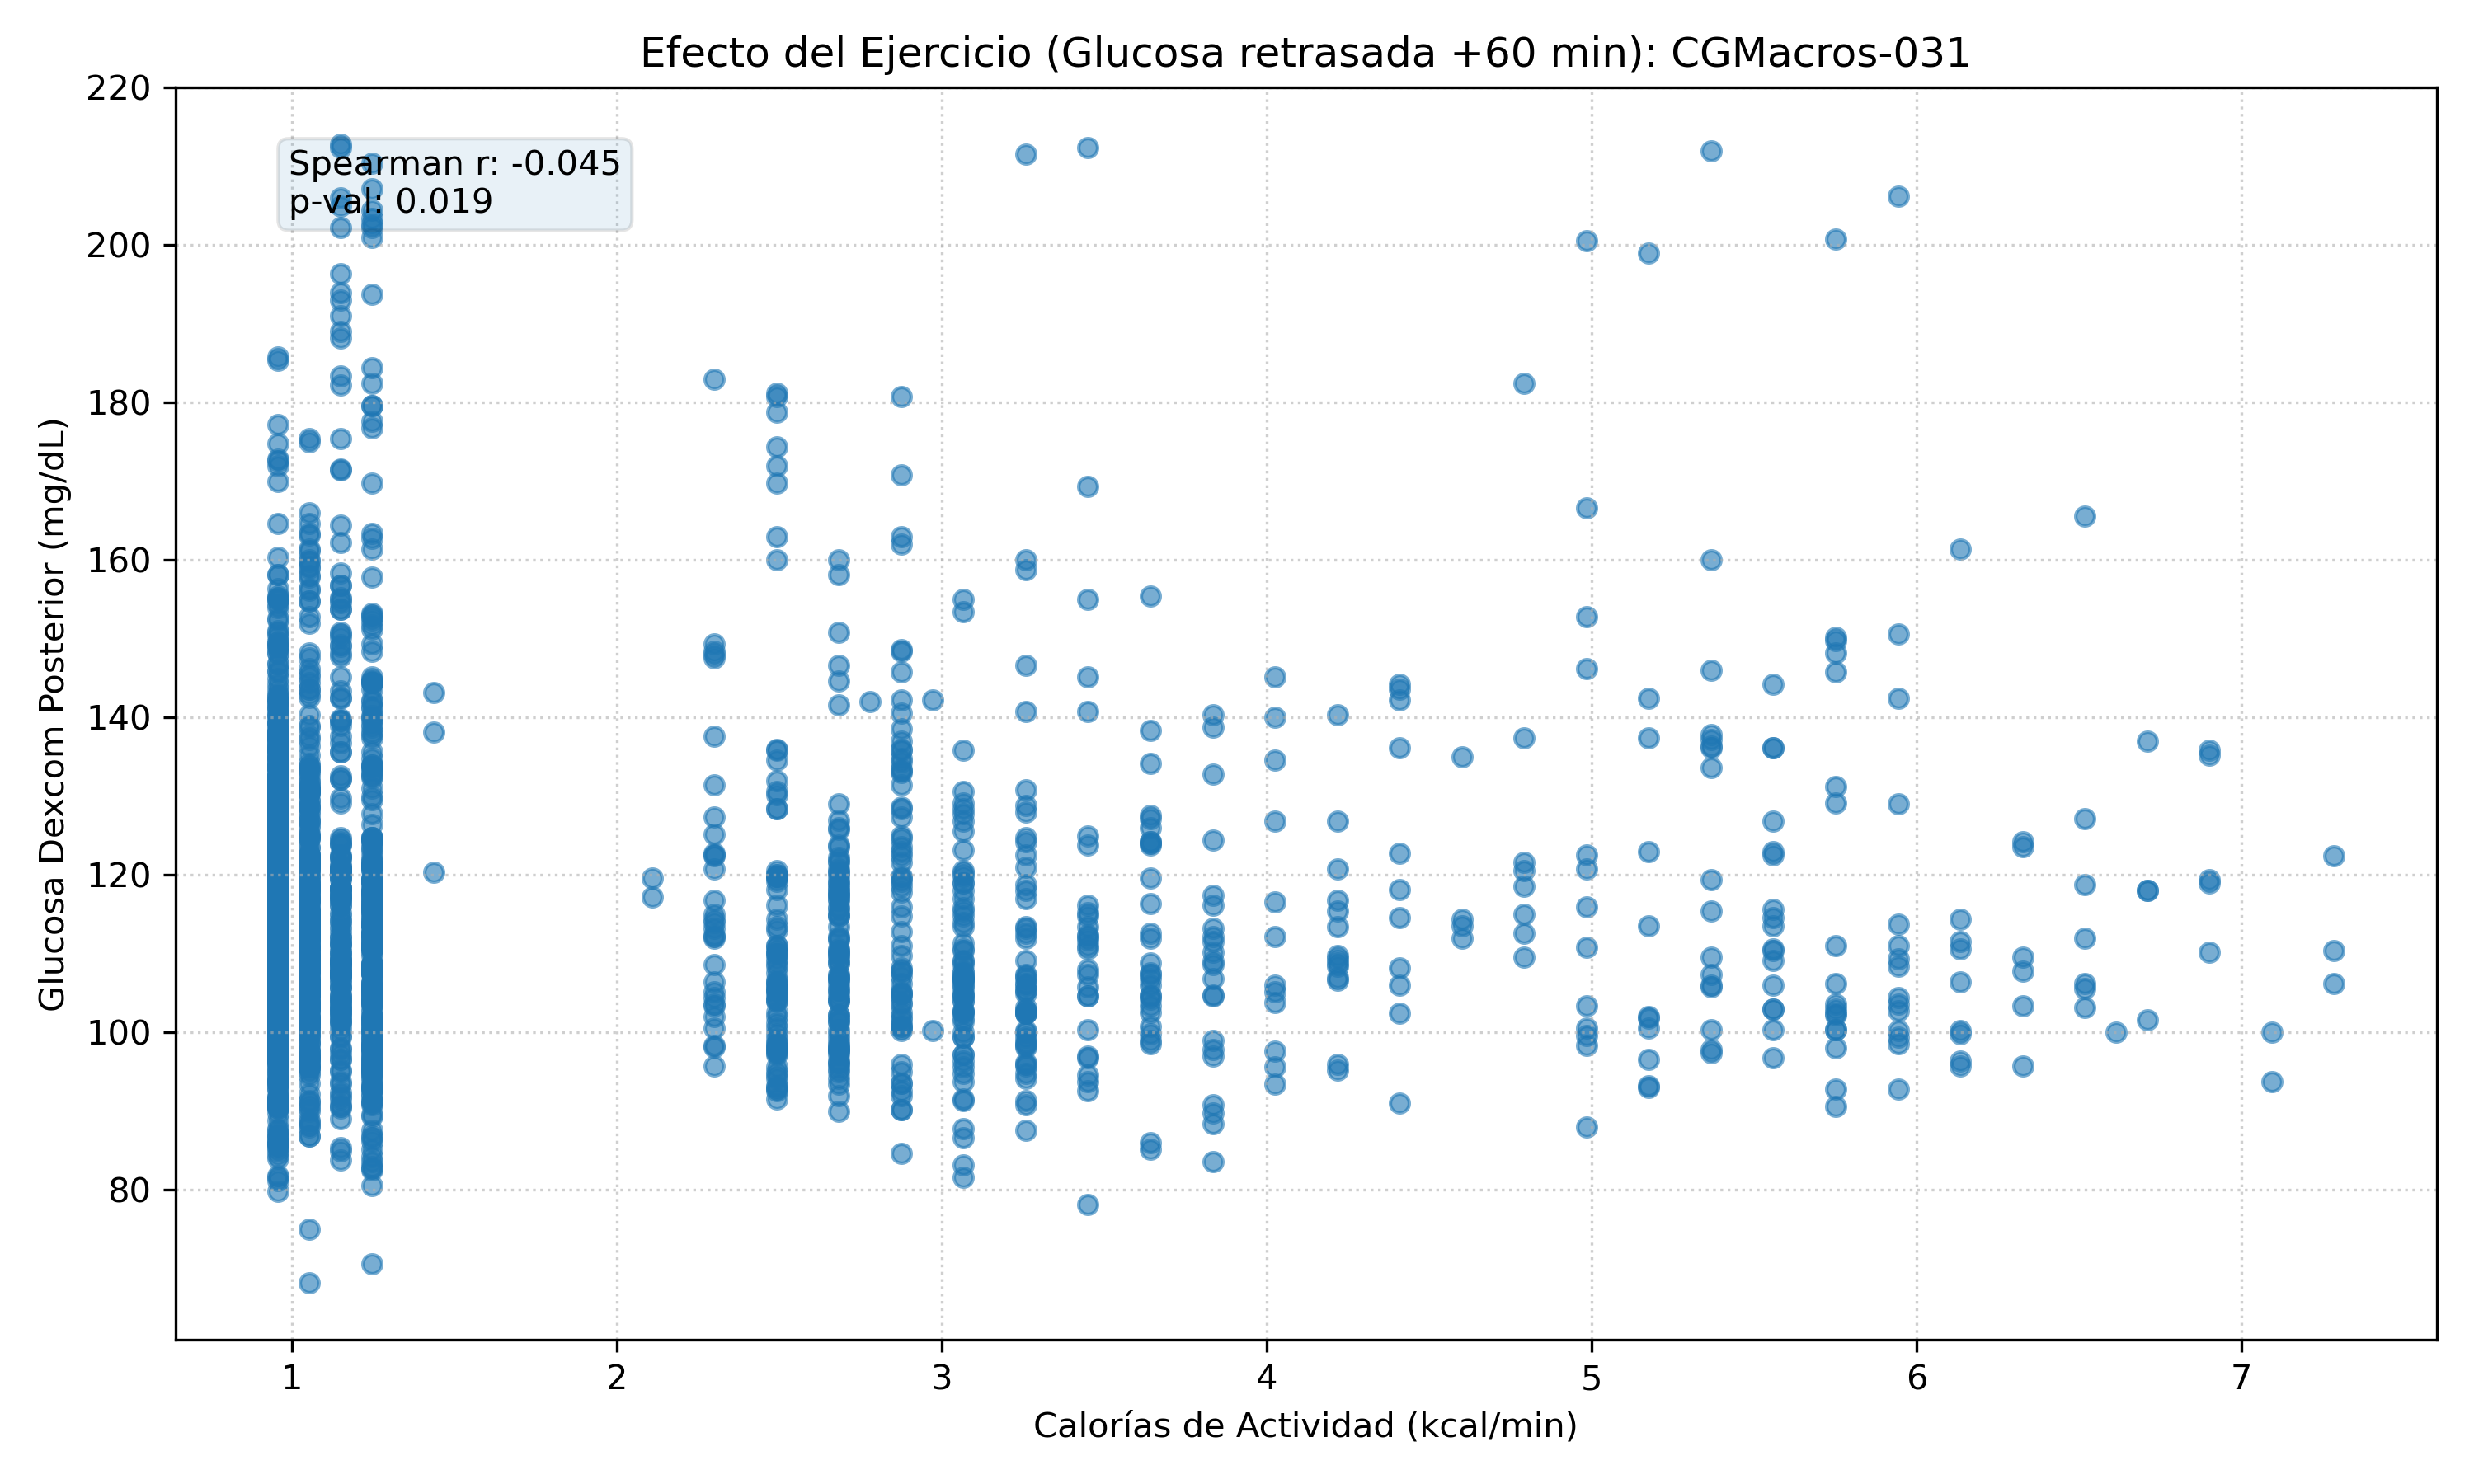 Efecto del Ejercicio (Glucosa retrasada +60 min): CGMacros-031
Spearman r: -0.045
p-val: 0.019
Glucosa Dexcom Posterior (mg/dL)
220
200
180
160
140
120
100
80
1 2 3 4 5 6 7
Calorías de Actividad (kcal/min)